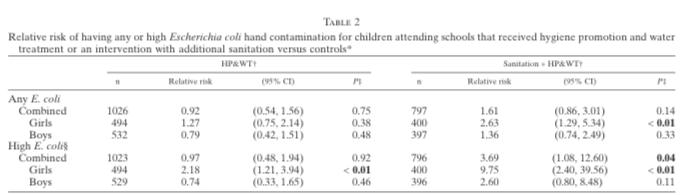 TABLE 2
Relative risk of having any or high Escherichia coli hand contamination for children attending schools that received hygiene promotion and water
treatment or an intervention with additional sanitation versus controls*
HP&WT† Sanitation + HP&WT†
n Relative risk (95% CI) P‡ n Relative risk (95% CI) P‡
Any E. coli
Combined 1026 0.92 (0.54, 1.56) 0.75 797 1.61 (0.86, 3.01) 0.14
Girls 494 1.27 (0.75, 2.14) 0.38 400 2.63 (1.29, 5.34) < 0.01
Boys 532 0.79 (0.42, 1.51) 0.48 397 1.36 (0.74, 2.49) 0.33
High E. coli§
Combined 1023 0.97 (0.48, 1.94) 0.92 796 3.69 (1.08, 12.60) 0.04
Girls 494 2.18 (1.21, 3.94) < 0.01 400 9.75 (2.40, 39.56) < 0.01
Boys 529 0.74 (0.33, 1.65) 0.46 396 2.60 (0.80, 8.48) 0.11